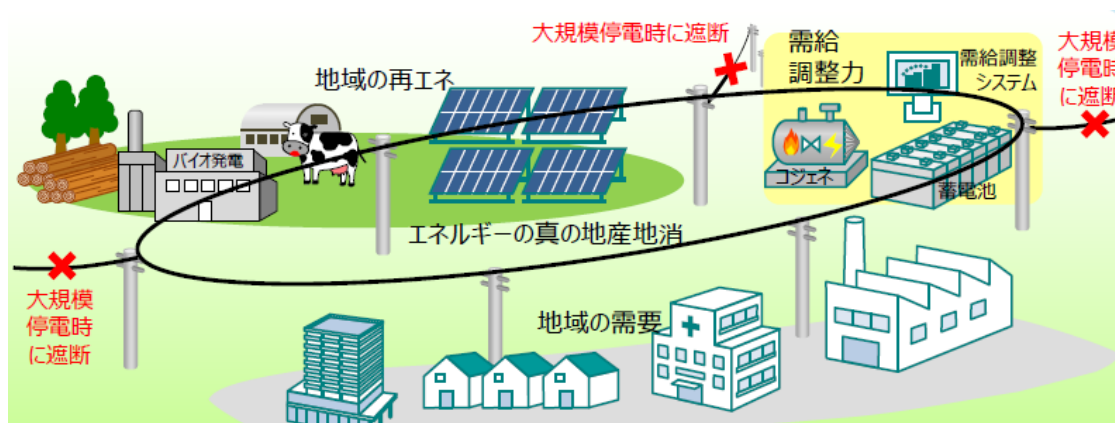 大規模停電時に遮断
需給
調整力
需給調整
システム
大規模
停電時
に遮断
地域の再エネ
バイオ発電
コジェネ
蓄電池
エネルギーの真の地産地消
大規模
停電時
に遮断
地域の需要